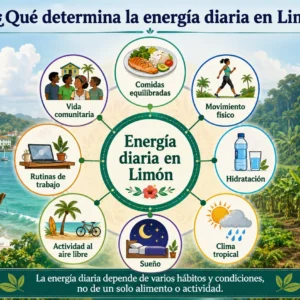 ¿Qué determina la energía diaria en Lim
Comidas
equilibradas
Vida
comunitaria
Movimiento
físico
Energía
diaria en
Limón
Rutinas
de trabajo
Hidratación
Actividad al
aire libre
Sueño
Clima
tropical
La energía diaria depende de varios hábitos y condiciones,
no de un solo alimento o actividad.